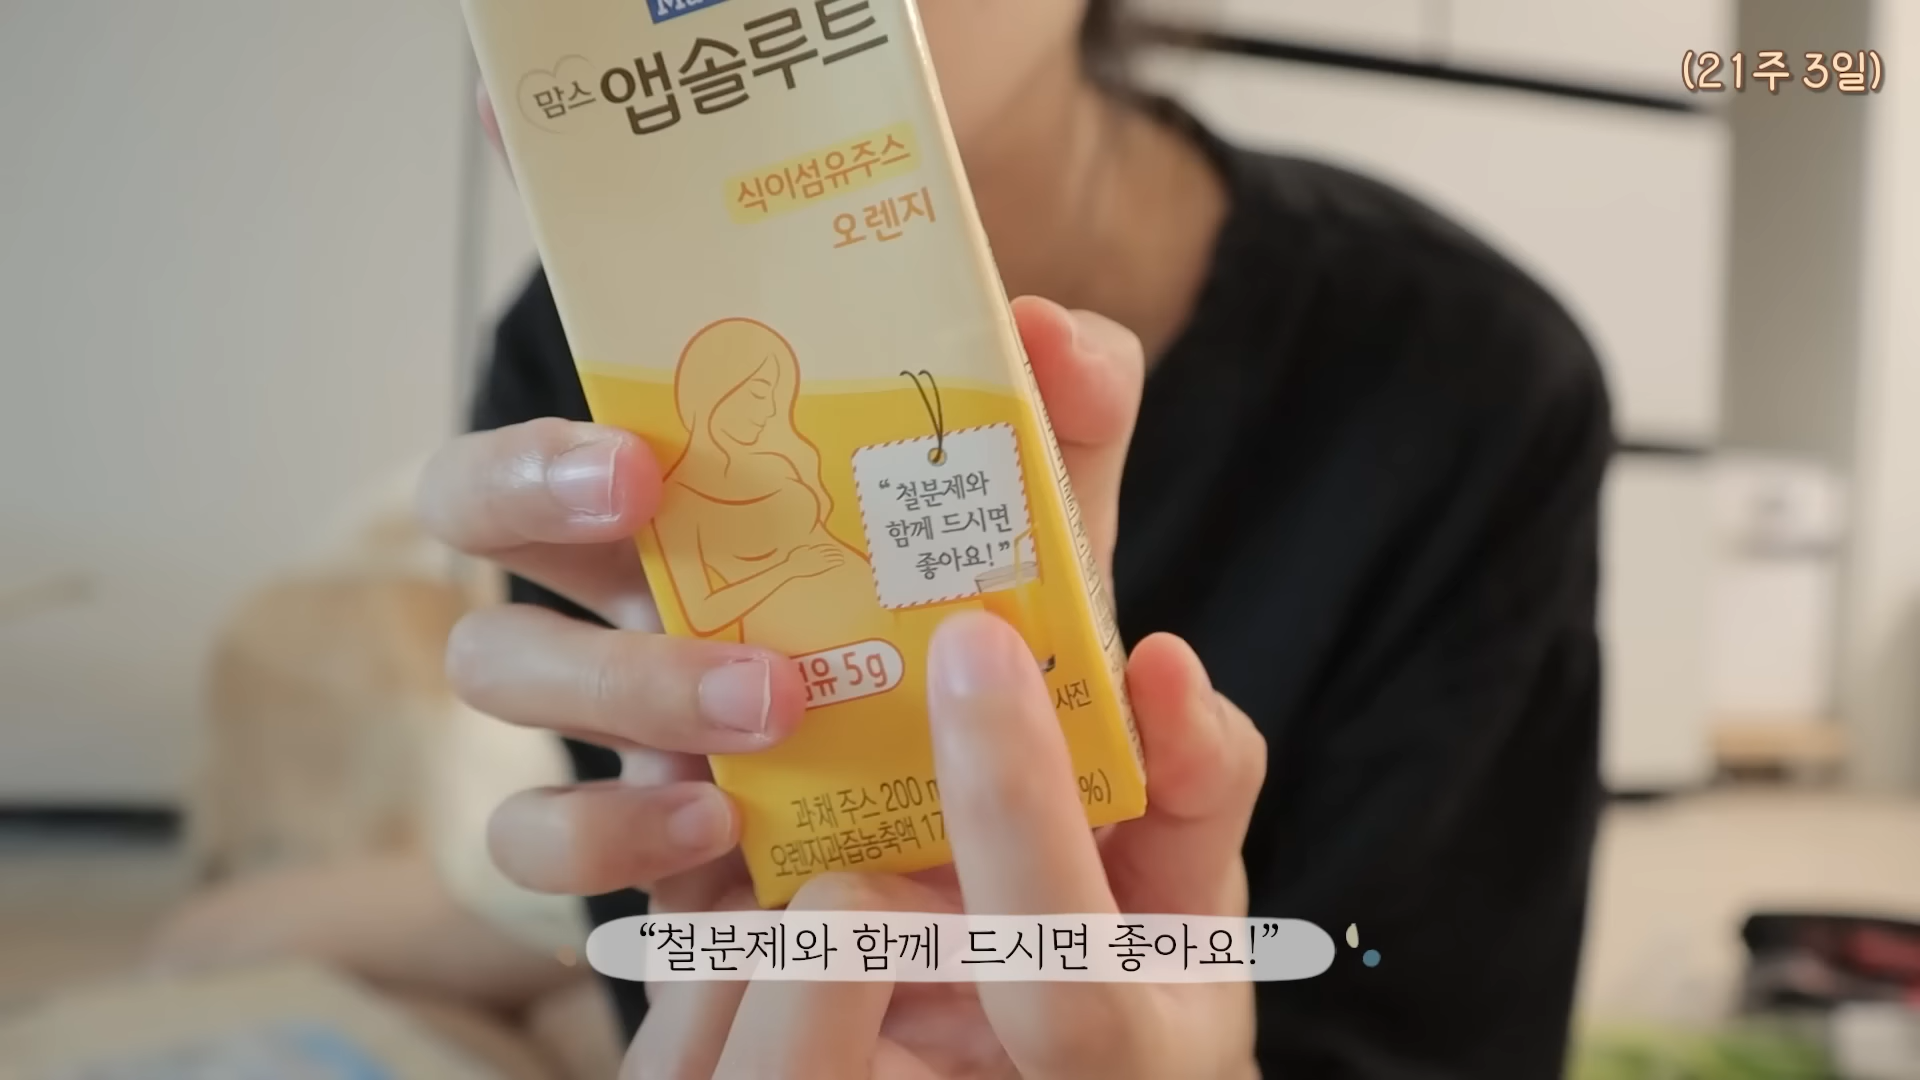 (21주 3일)
맘스 앱솔루트
식이섬유주스
오렌지
“철분제와
함께 드시면
좋아요!”
5g
사진
과·채 주스 200
%)
오렌지과즙농축액 17
“철분제와 함께 드시면 좋아요!”